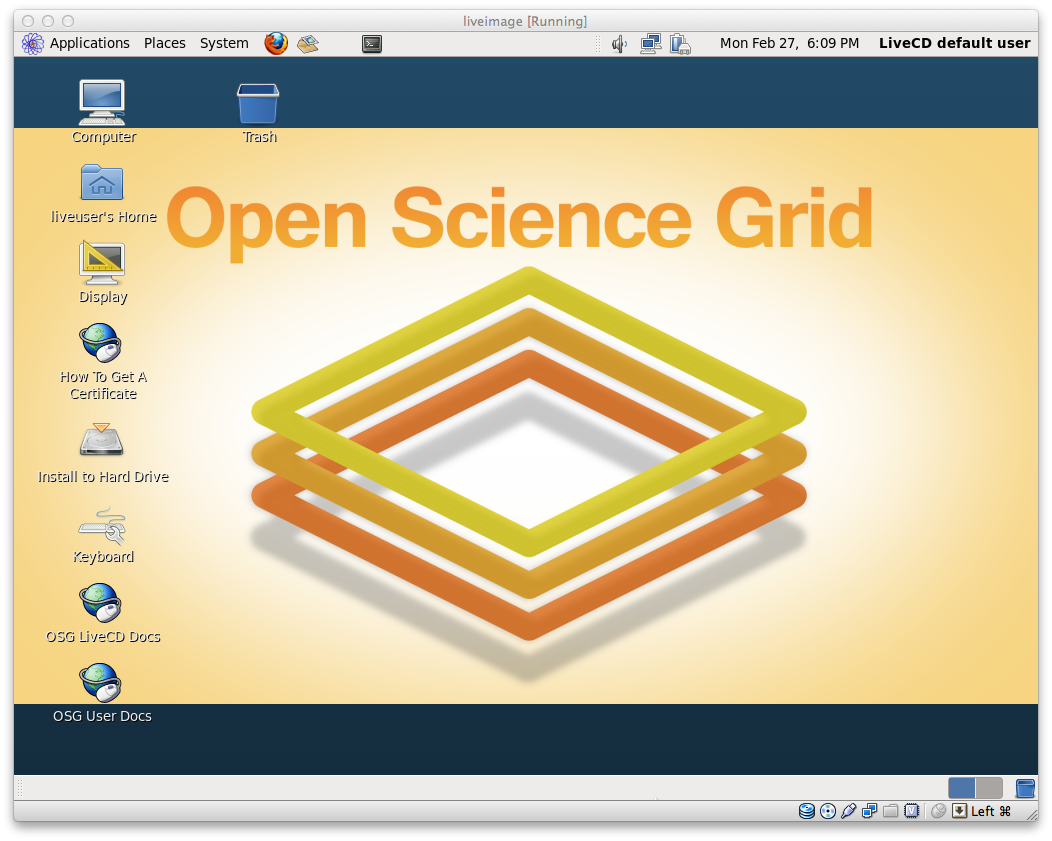 liveimage [Running]
Applications Places System Mon Feb 27, 6:09 PM LiveCD default user
Computer
Trash
liveuser's Home
Open Science Grid
Display
How To Get A
Certificate
Install to Hard Drive
Keyboard
OSG LiveCD Docs
OSG User Docs
Left ⌘